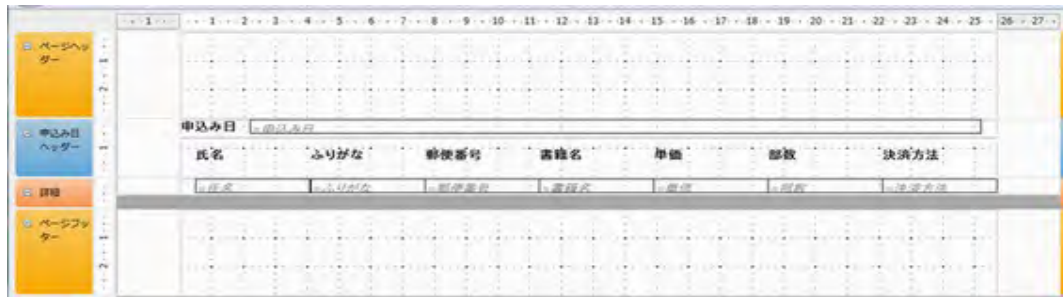 1 · 1 · 2 · 3 · 4 · 5 · 6 · 7 · 8 · 9 · 10 · 11 · 12 · 13 · 14 · 15 · 16 · 17 · 18 · 19 · 20 · 21 · 22 · 23 · 24 · 25 · 26 · 27
ページヘッ
ダー
1
2
申込み日
ヘッダー
1
申込み日 =申込み日
氏名 ふりがな 郵便番号 書籍名 単価 部数 決済方法
詳細
=氏名 =ふりがな =郵便番号 =書籍名 =単価 =部数 =決済方法
ページフッ
ター
1
2